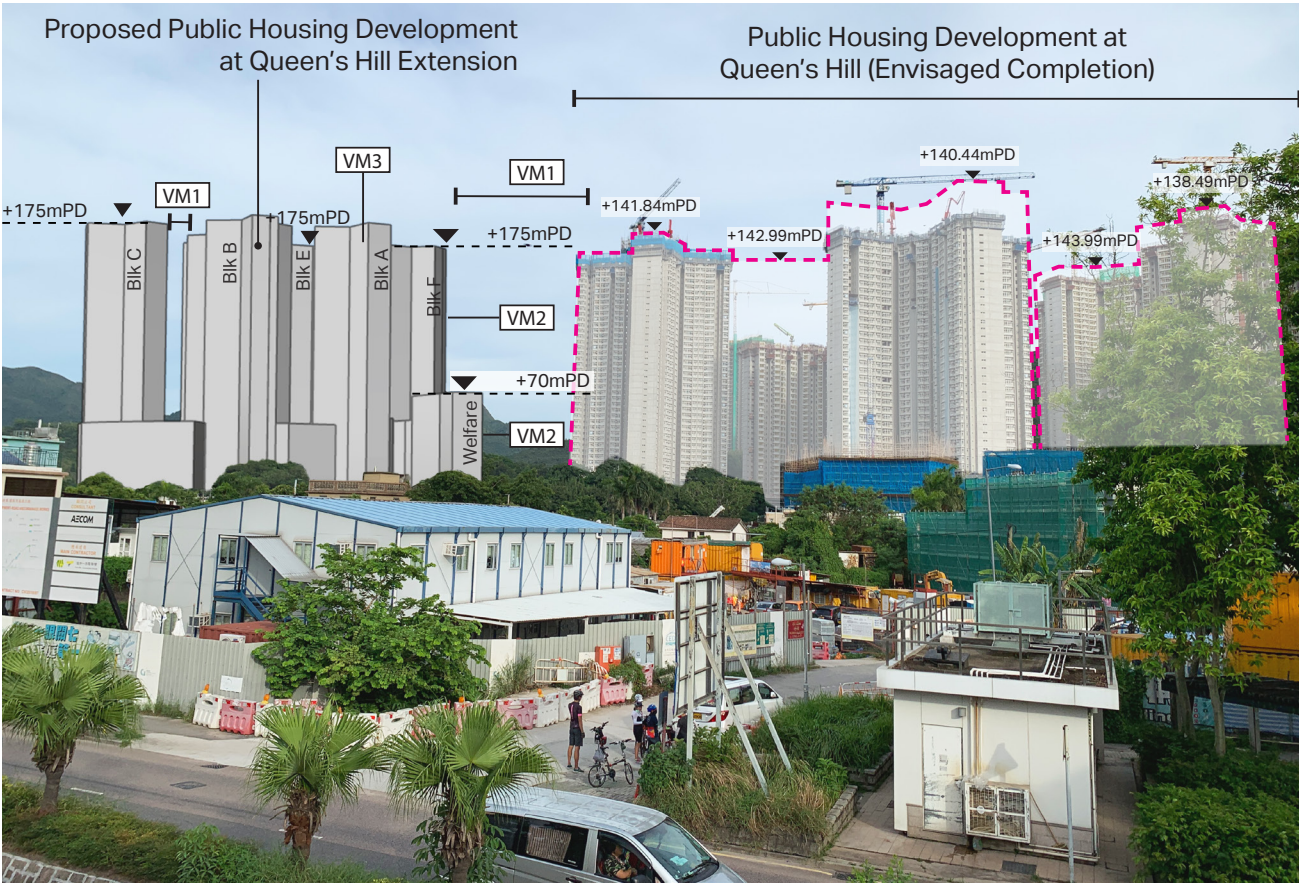 Proposed Public Housing Development
at Queen's Hill Extension
Public Housing Development at
Queen's Hill (Envisaged Completion)
VM3
VM1
VM1
+140.44mPD
+138.49mPD
+175mPD
+175mPD
+141.84mPD
+175mPD
+142.99mPD
+143.99mPD
Blk C
Blk B
Blk E
Blk A
Blk F
VM2
+70mPD
Welfare
VM2
AECOM